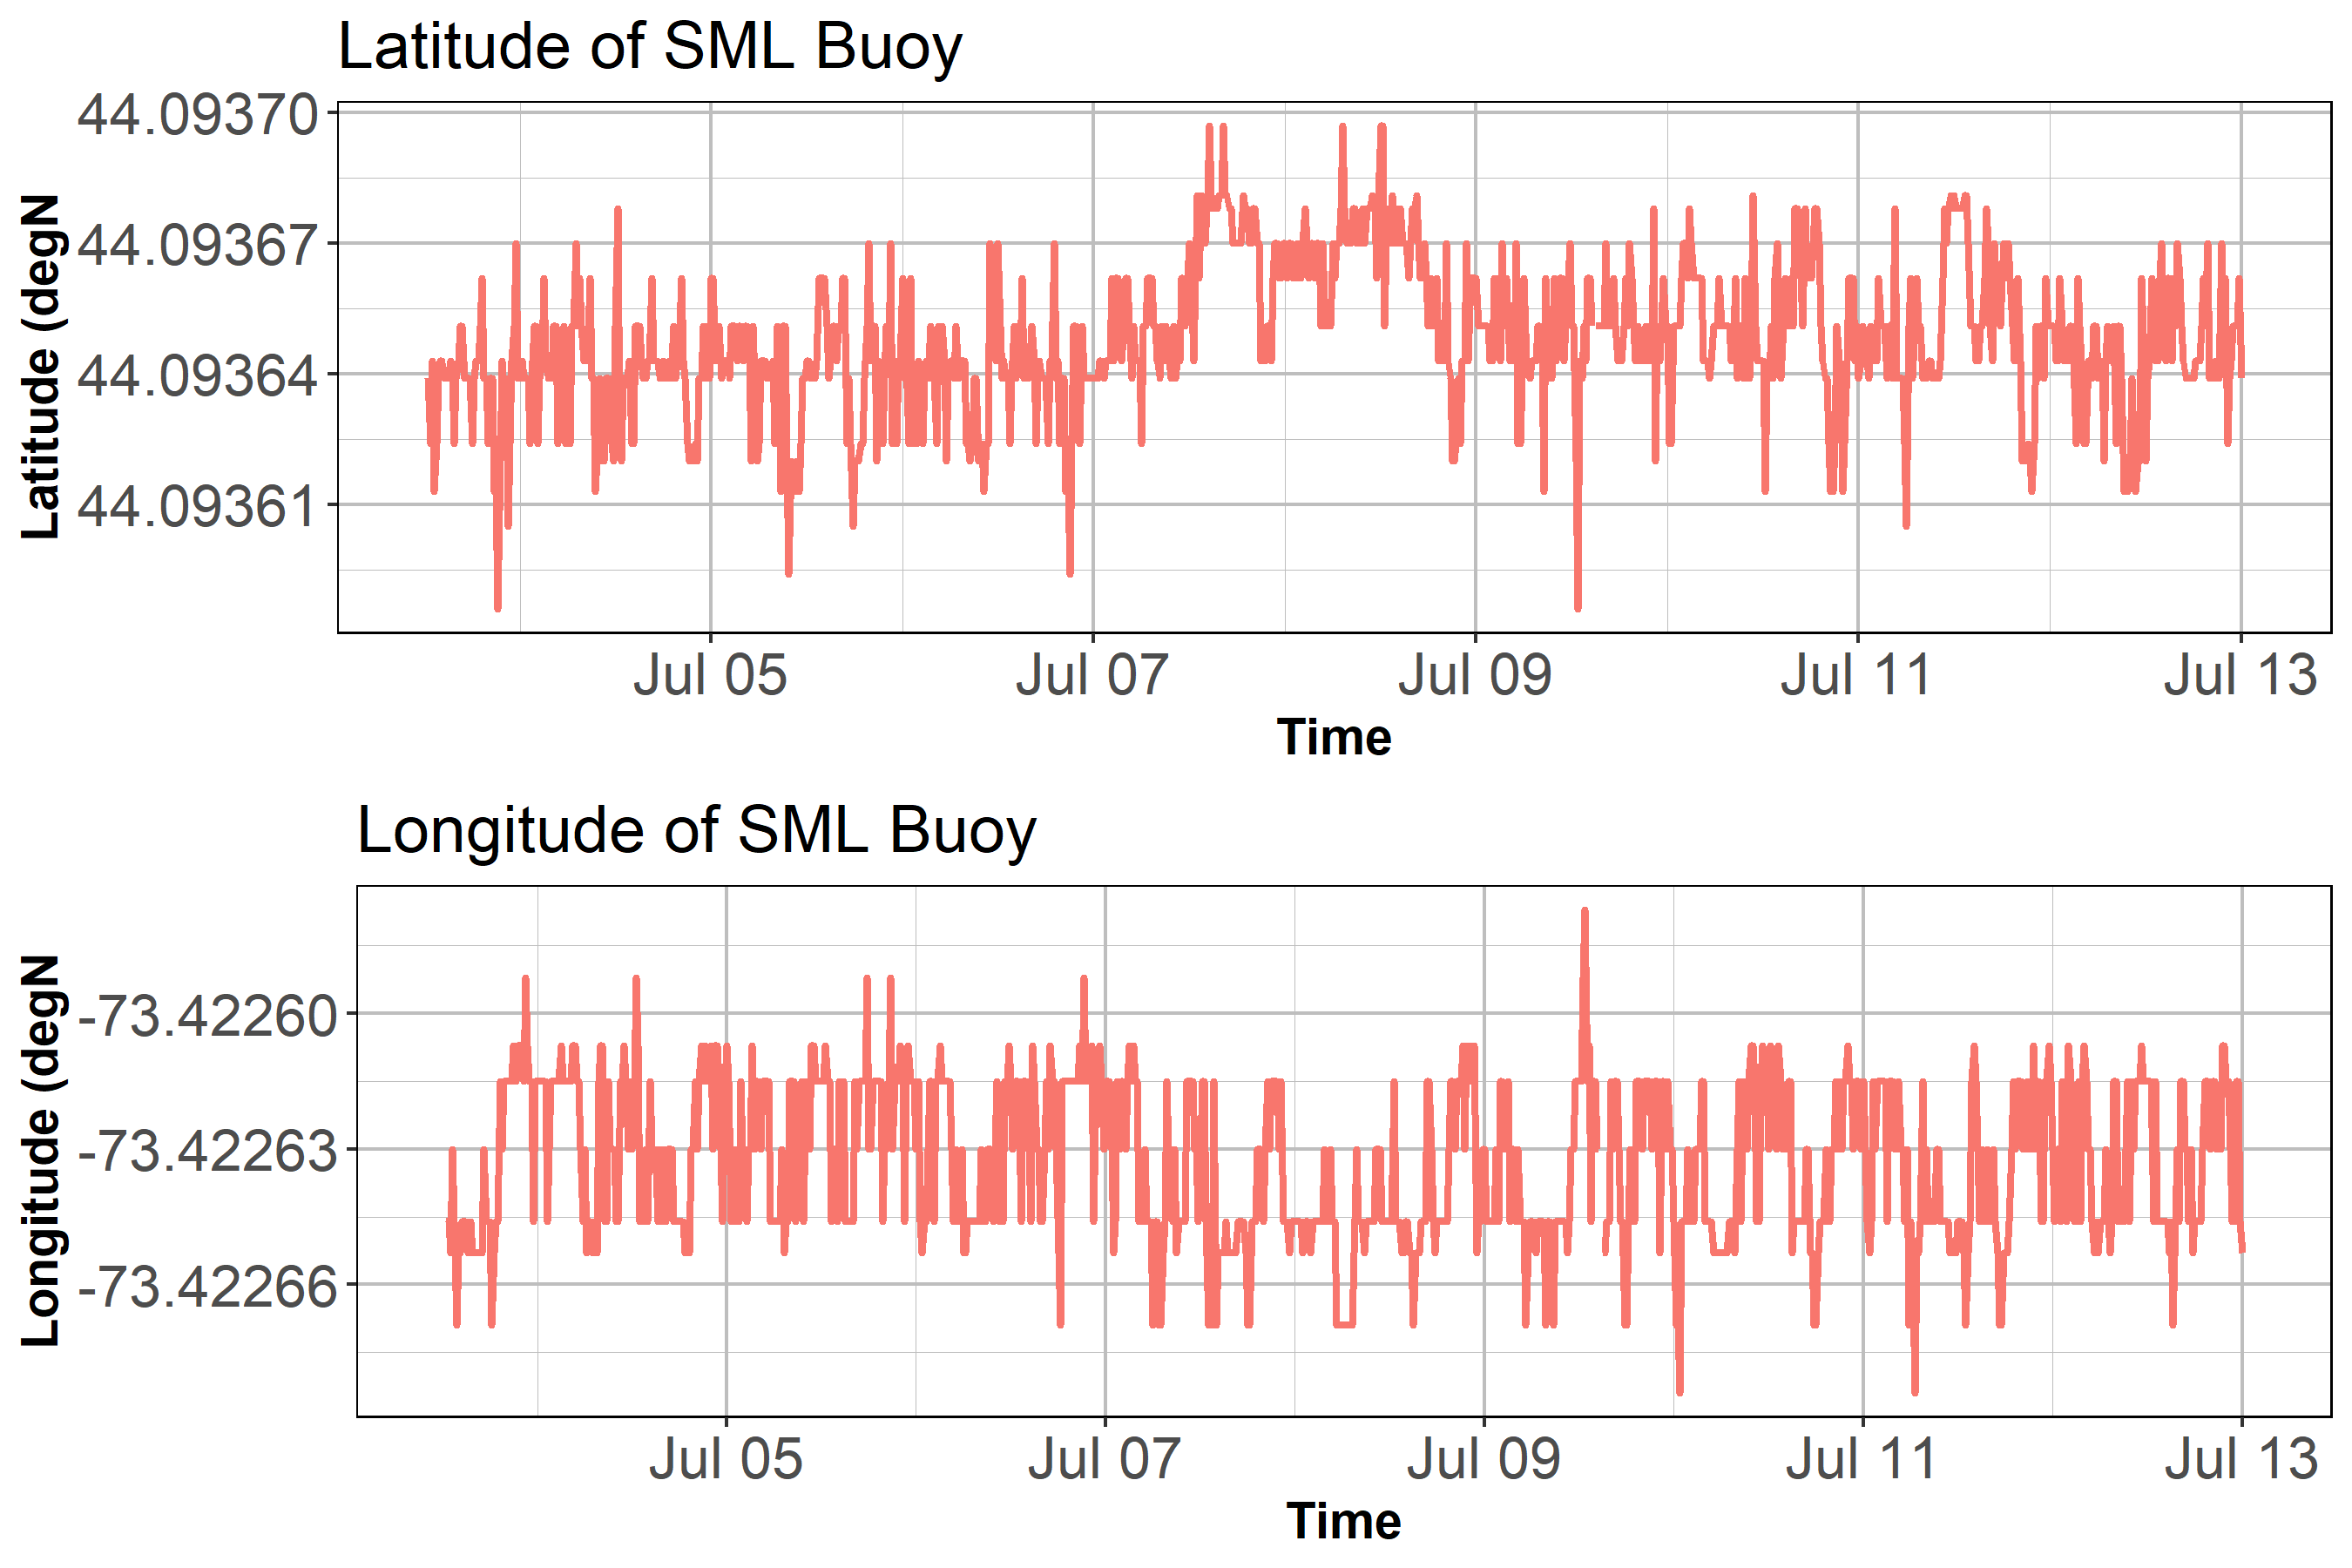 Latitude of SML Buoy
Latitude (degN
44.09370
44.09367
44.09364
44.09361
Jul 05 Jul 07 Jul 09 Jul 11 Jul 13
Time
Longitude of SML Buoy
Longitude (degN
-73.42260
-73.42263
-73.42266
Jul 05 Jul 07 Jul 09 Jul 11 Jul 13
Time